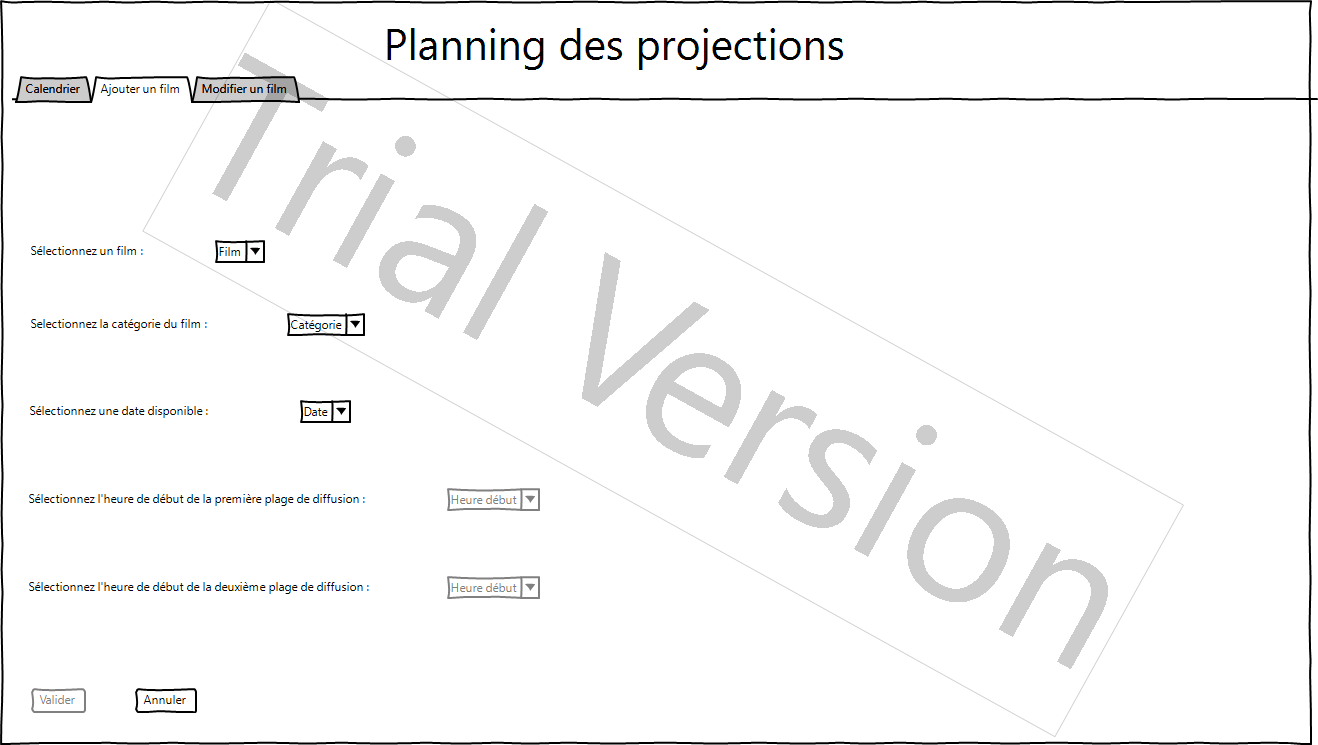 Planning des projections
Calendrier Ajouter un film Modifier un film
Sélectionnez un film : Film
Selectionnez la catégorie du film : Catégorie
Sélectionnez une date disponible : Date
Sélectionnez l'heure de début de la première plage de diffusion : Heure début
Sélectionnez l'heure de début de la deuxième plage de diffusion : Heure début
Valider Annuler
Trial Version